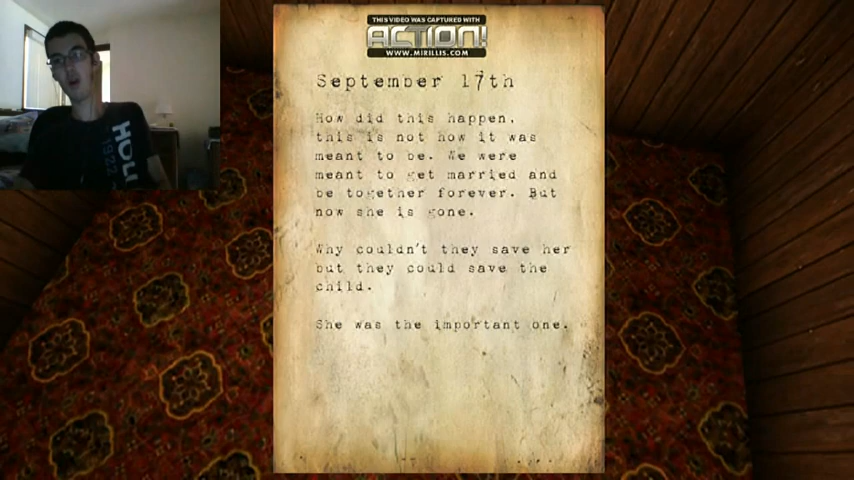 THIS VIDEO WAS CAPTURED WITH
ACTION!
WWW.MIRILLIS.COM
September 17th
How did this happen,
this is not how it was
meant to be. We were
meant to get married and
be together forever. But
now she is gone.
Why couldn't they save her
but they could save the
child.
She was the important one.
HOU
1922